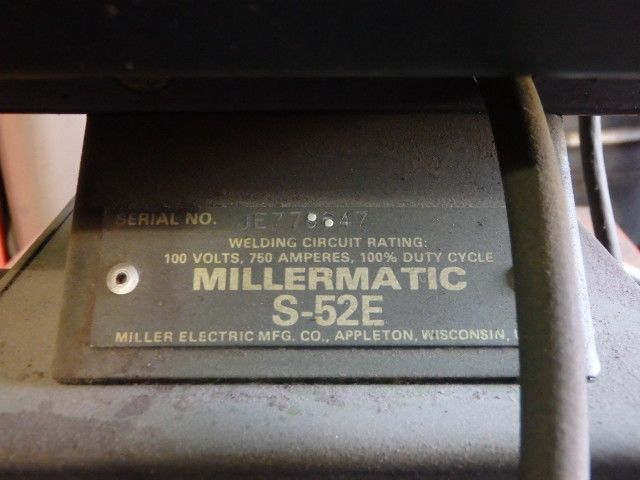 SERIAL NO.
WELDING CIRCUIT RATING:
100 VOLTS, 750 AMPERES, 100% DUTY CYCLE
MILLERMATIC
S-52E
MILLER ELECTRIC MFG. CO., APPLETON, WISCONSIN,